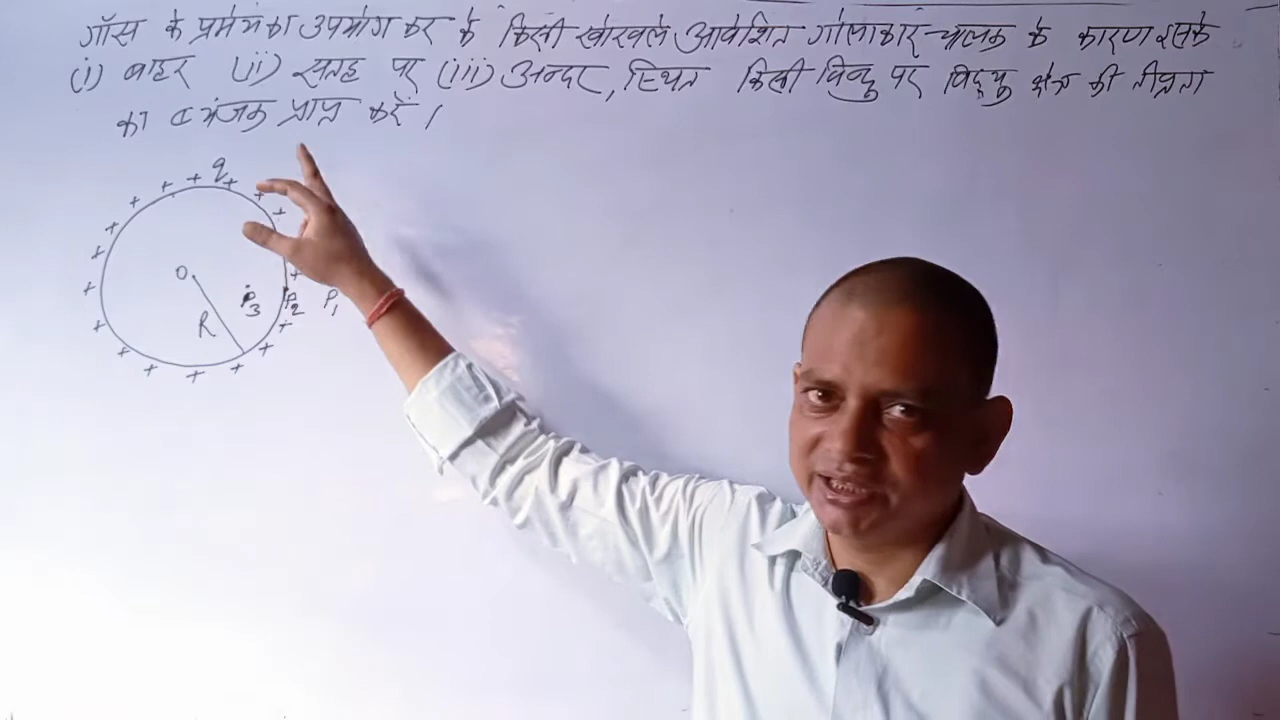 गॉस के प्रमेय का उपयोग कर के किसी खोखले आवेशित गोलाकार चालक के कारण इसके
(i) बाहर (ii) सतह पर (iii) अन्दर, स्थित किसी बिन्दु पर विद्युत क्षेत्र की तीव्रता
का व्यंजक प्राप्त करें।
q
O
R
P3 P2 P1